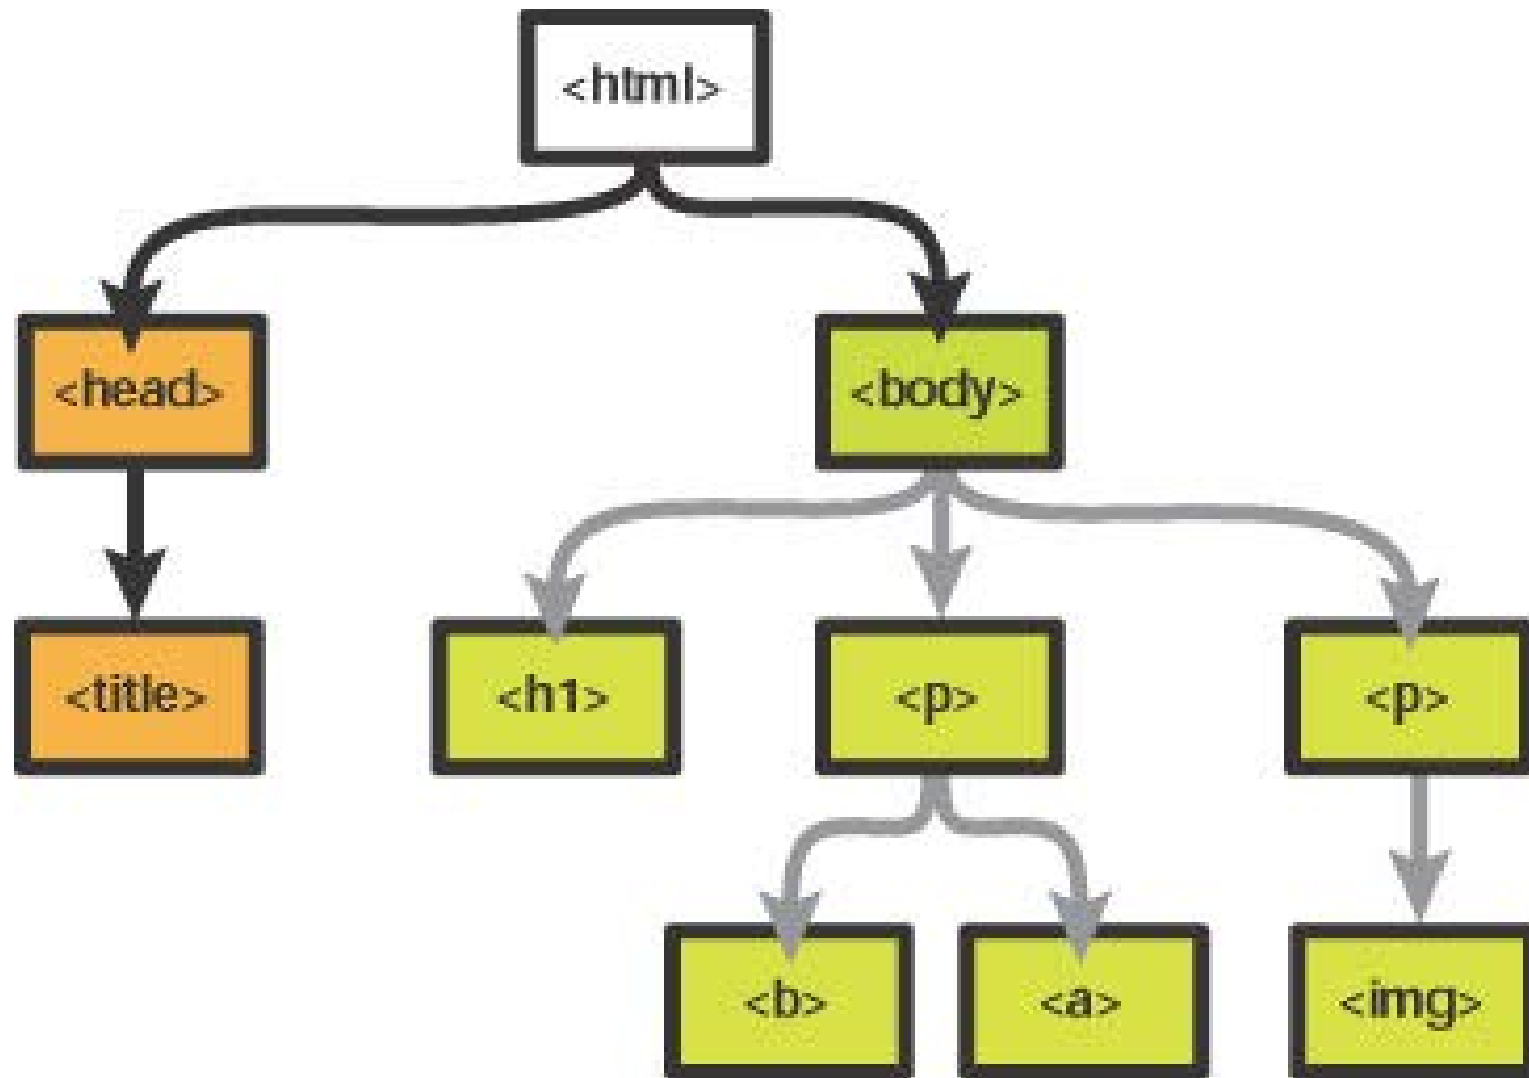 <html>
<head>
<body>
<title>
<h1>
<p>
<p>
<b>
<a>
<img>